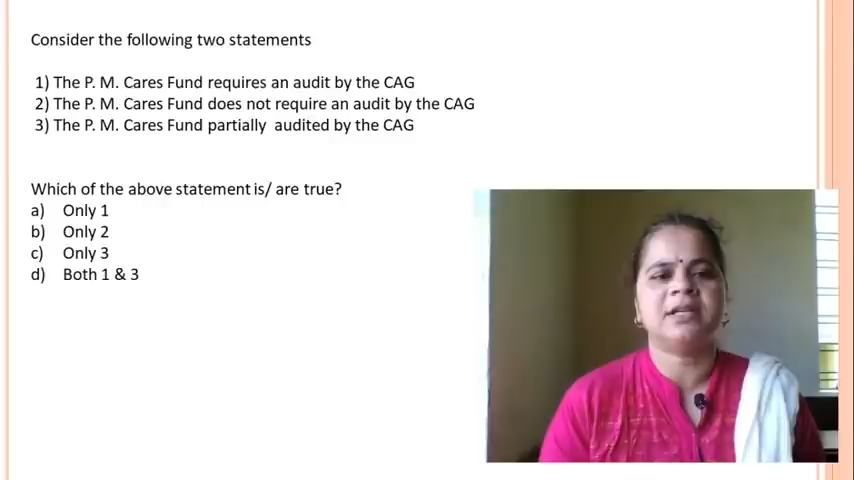 Consider the following two statements
1) The P. M. Cares Fund requires an audit by the CAG
2) The P. M. Cares Fund does not require an audit by the CAG
3) The P. M. Cares Fund partially audited by the CAG
Which of the above statement is/ are true?
a) Only 1
b) Only 2
c) Only 3
d) Both 1 & 3